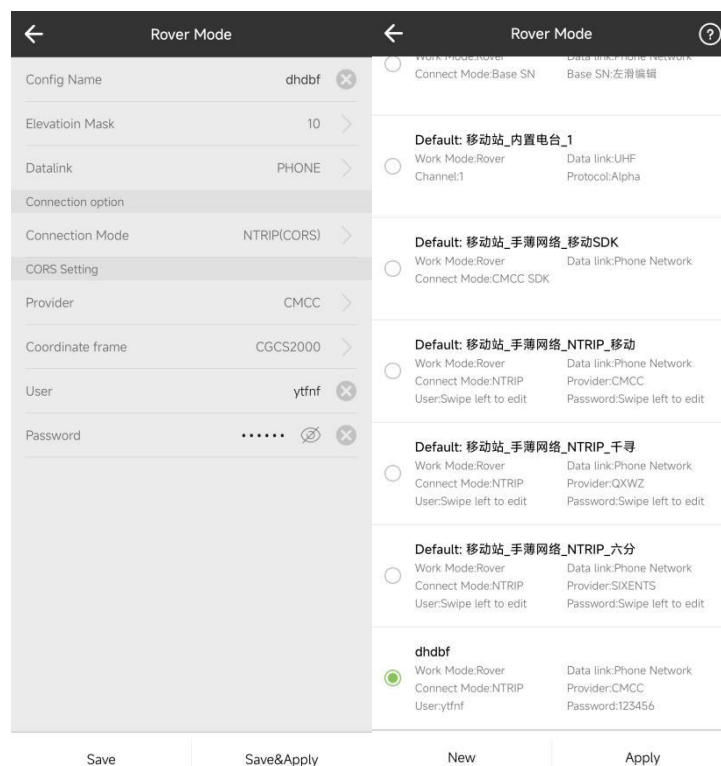 Rover Mode
Config Name dhdbf
Elevatioin Mask 10
Datalink PHONE
Connection option
Connection Mode NTRIP(CORS)
CORS Setting
Provider CMCC
Coordinate frame CGCS2000
User ytfnf
Password ••••••
Save Save&Apply
Rover Mode ?
Work Mode:Rover Data link:Phone Network
Connect Mode:Base SN Base SN:左滑编辑
Default: 移动站_内置电台_1
Work Mode:Rover Data link:UHF
Channel:1 Protocol:Alpha
Default: 移动站_手薄网络_移动SDK
Work Mode:Rover Data link:Phone Network
Connect Mode:CMCC SDK
Default: 移动站_手薄网络_NTRIP_移动
Work Mode:Rover Data link:Phone Network
Connect Mode:NTRIP Provider:CMCC
User:Swipe left to edit Password:Swipe left to edit
Default: 移动站_手薄网络_NTRIP_千寻
Work Mode:Rover Data link:Phone Network
Connect Mode:NTRIP Provider:QXWZ
User:Swipe left to edit Password:Swipe left to edit
Default: 移动站_手薄网络_NTRIP_六分
Work Mode:Rover Data link:Phone Network
Connect Mode:NTRIP Provider:SIXENTS
User:Swipe left to edit Password:Swipe left to edit
dhdbf
Work Mode:Rover Data link:Phone Network
Connect Mode:NTRIP Provider:CMCC
User:ytfnf Password:123456
New Apply